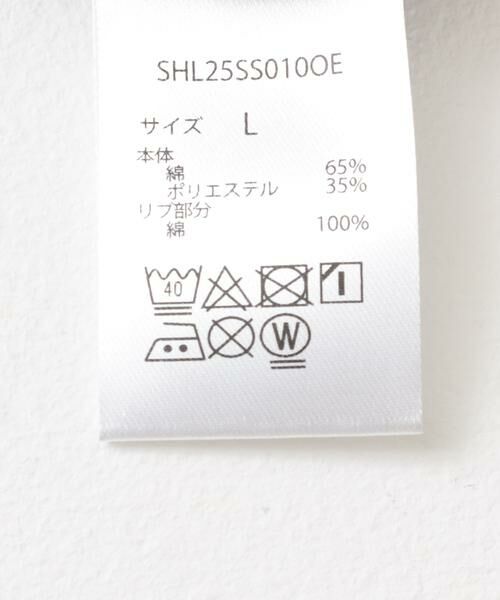 SHL25SS010OE
サイズ L
本体
綿 65%
ポリエステル 35%
リブ部分
綿 100%
40
W